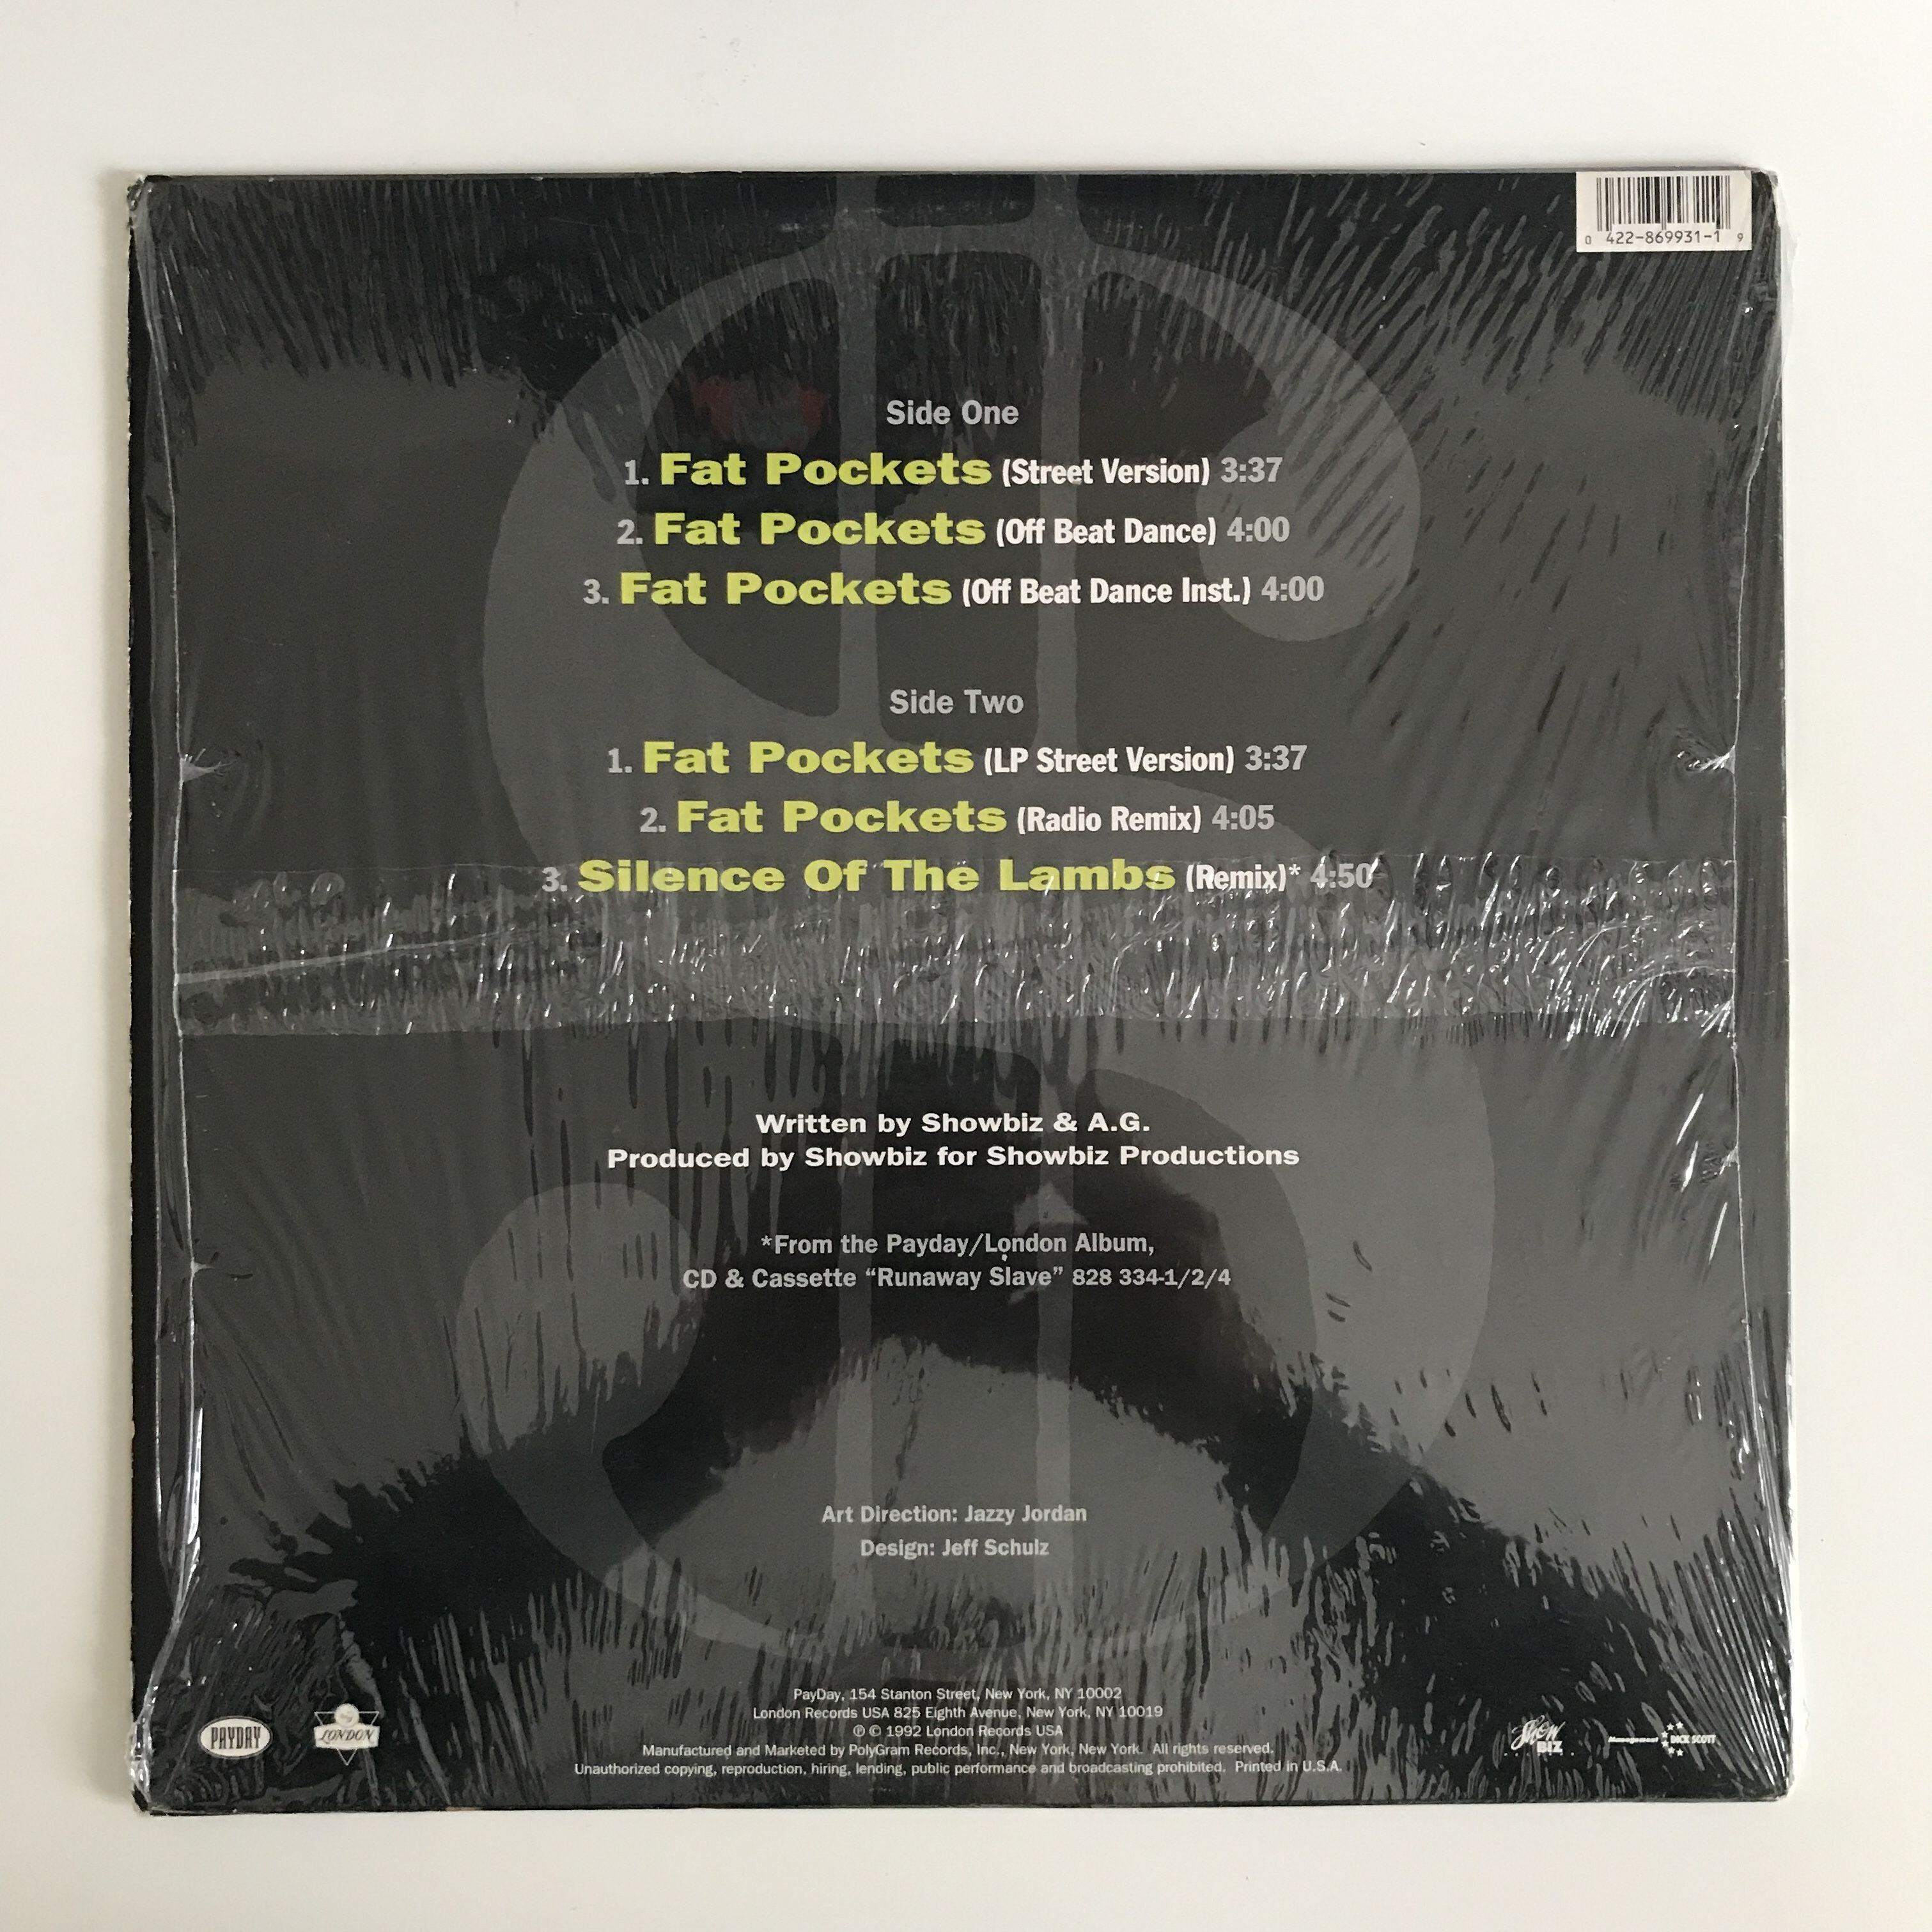 0 422-869931-1 9
Side One
1. Fat Pockets (Street Version) 3:37
2. Fat Pockets (Off Beat Dance) 4:00
3. Fat Pockets (Off Beat Dance Inst.) 4:00
Side Two
1. Fat Pockets (LP Street Version) 3:37
2. Fat Pockets (Radio Remix) 4:05
3. Silence Of The Lambs (Remix)* 4:50
Written by Showbiz & A.G.
Produced by Showbiz for Showbiz Productions
*From the Payday/London Album,
CD & Cassette “Runaway Slave” 828 334-1/2/4
Art Direction: Jazzy Jordan
Design: Jeff Schulz
PayDay, 154 Stanton Street, New York, NY 10002
London Records USA 825 Eighth Avenue, New York, NY 10019
℗ © 1992 London Records USA
Manufactured and Marketed by PolyGram Records, Inc., New York, New York. All rights reserved.
Unauthorized copying, reproduction, hiring, lending, public performance and broadcasting prohibited. Printed in U.S.A.
PAYDAY
LONDON
Show
BIZ
Management DICK SCOTT